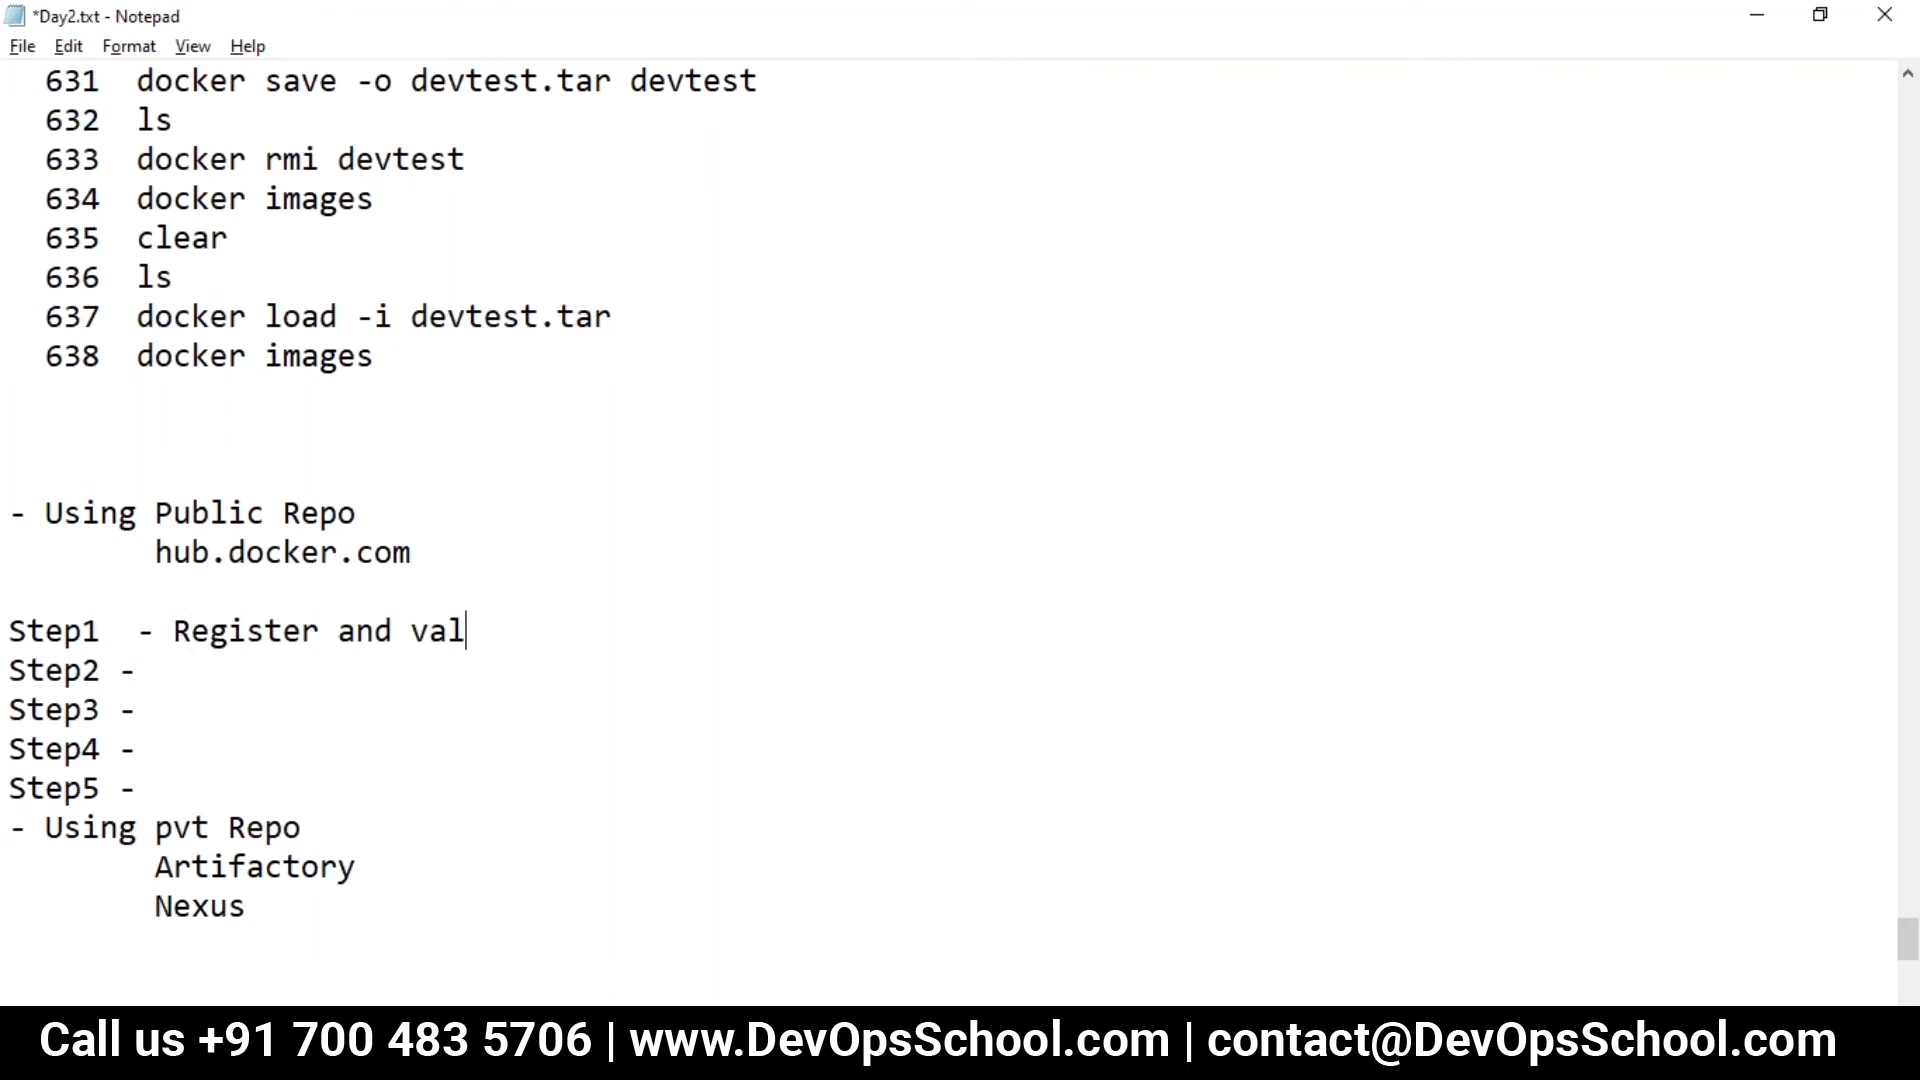 *Day2.txt - Notepad
File Edit Format View Help
631 docker save -o devtest.tar devtest
632 ls
633 docker rmi devtest
634 docker images
635 clear
636 ls
637 docker load -i devtest.tar
638 docker images
- Using Public Repo
hub.docker.com
Step1 - Register and val
Step2 -
Step3 -
Step4 -
Step5 -
- Using pvt Repo
Artifactory
Nexus
Call us +91 700 483 5706 | www.DevOpsSchool.com | contact@DevOpsSchool.com